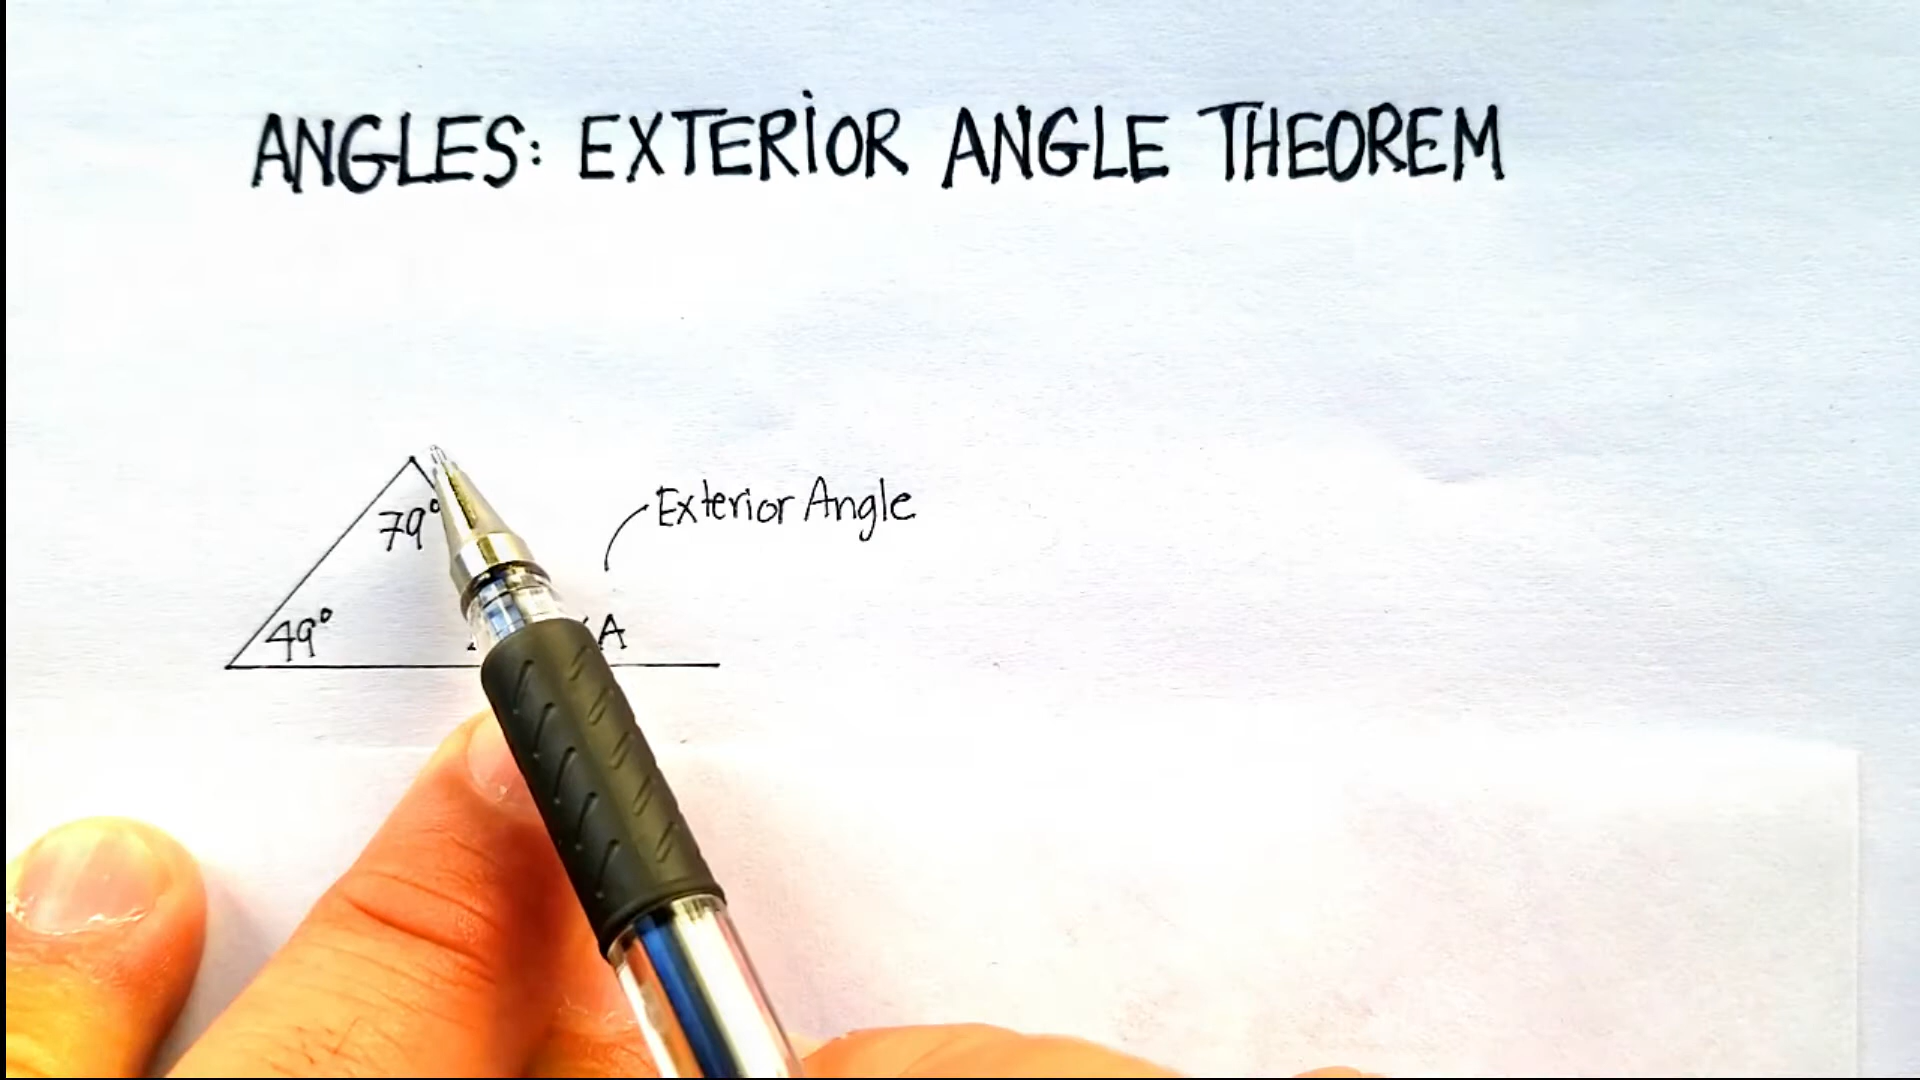 ANGLES: EXTERIOR ANGLE THEOREM
Exterior Angle
79°
49°
A